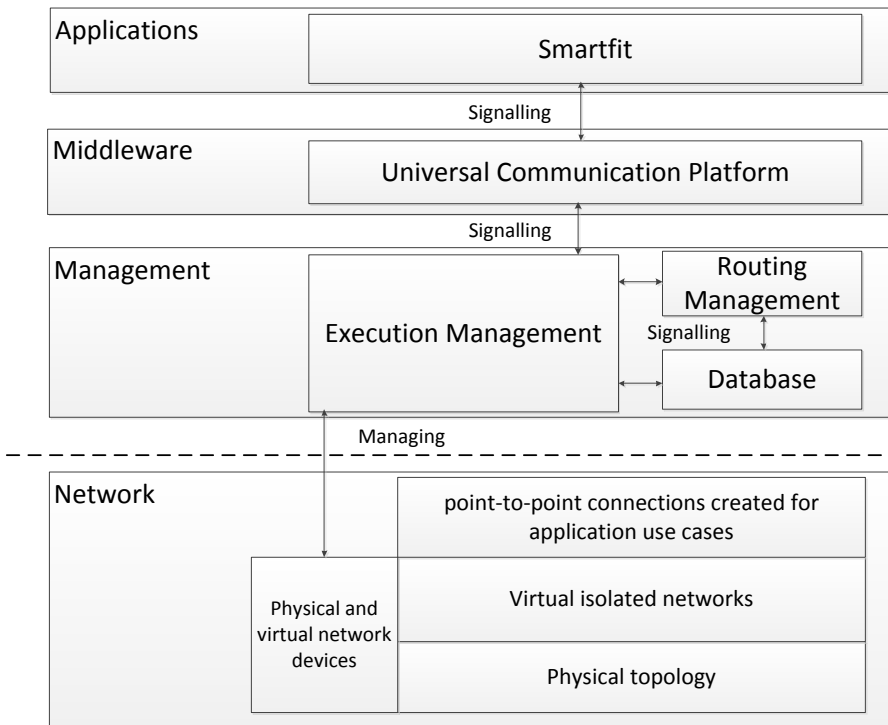 Applications
Smartfit
Signalling
Middleware
Universal Communication Platform
Signalling
Management
Execution Management
Routing
Management
Signalling
Database
Managing
Network
point-to-point connections created for
application use cases
Physical and
virtual network
devices
Virtual isolated networks
Physical topology